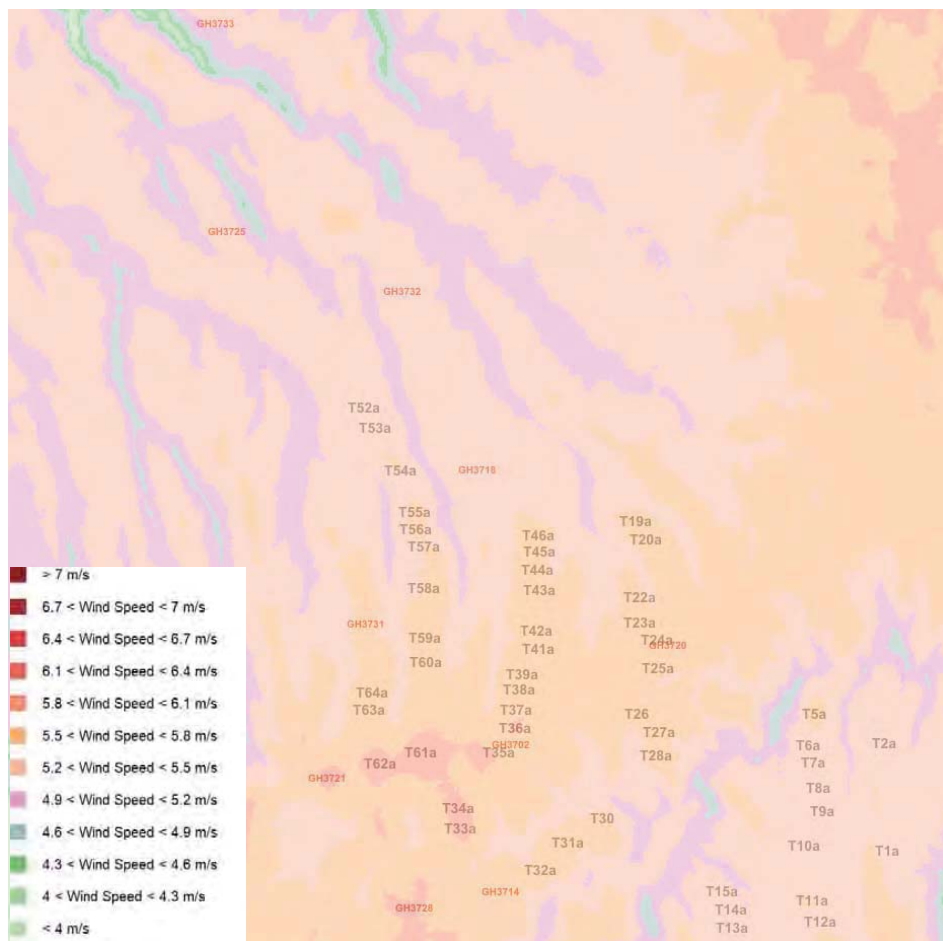 GH3733
GH3725
GH3732
T52a
T53a
T54a
GH3716
T55a
T56a
T57a
T46a
T45a
T44a
T43a
T19a
T20a
> 7 m/s
6.7 < Wind Speed < 7 m/s
6.4 < Wind Speed < 6.7 m/s
6.1 < Wind Speed < 6.4 m/s
5.8 < Wind Speed < 6.1 m/s
5.5 < Wind Speed < 5.8 m/s
5.2 < Wind Speed < 5.5 m/s
4.9 < Wind Speed < 5.2 m/s
4.6 < Wind Speed < 4.9 m/s
4.3 < Wind Speed < 4.6 m/s
4 < Wind Speed < 4.3 m/s
< 4 m/s
T58a
T22a
GH3731
T59a
T60a
T42a
T41a
T23a
T24a
GH3720
T25a
T64a
T63a
T39a
T38a
T37a
T36a
GH3702
T35a
T26
T27a
T28a
T5a
T6a
T7a
T2a
T61a
T62a
GH3721
T8a
T9a
T34a
T33a
T30
T31a
T32a
T10a
T1a
GH3714
GH3728
T15a
T14a
T13a
T11a
T12a